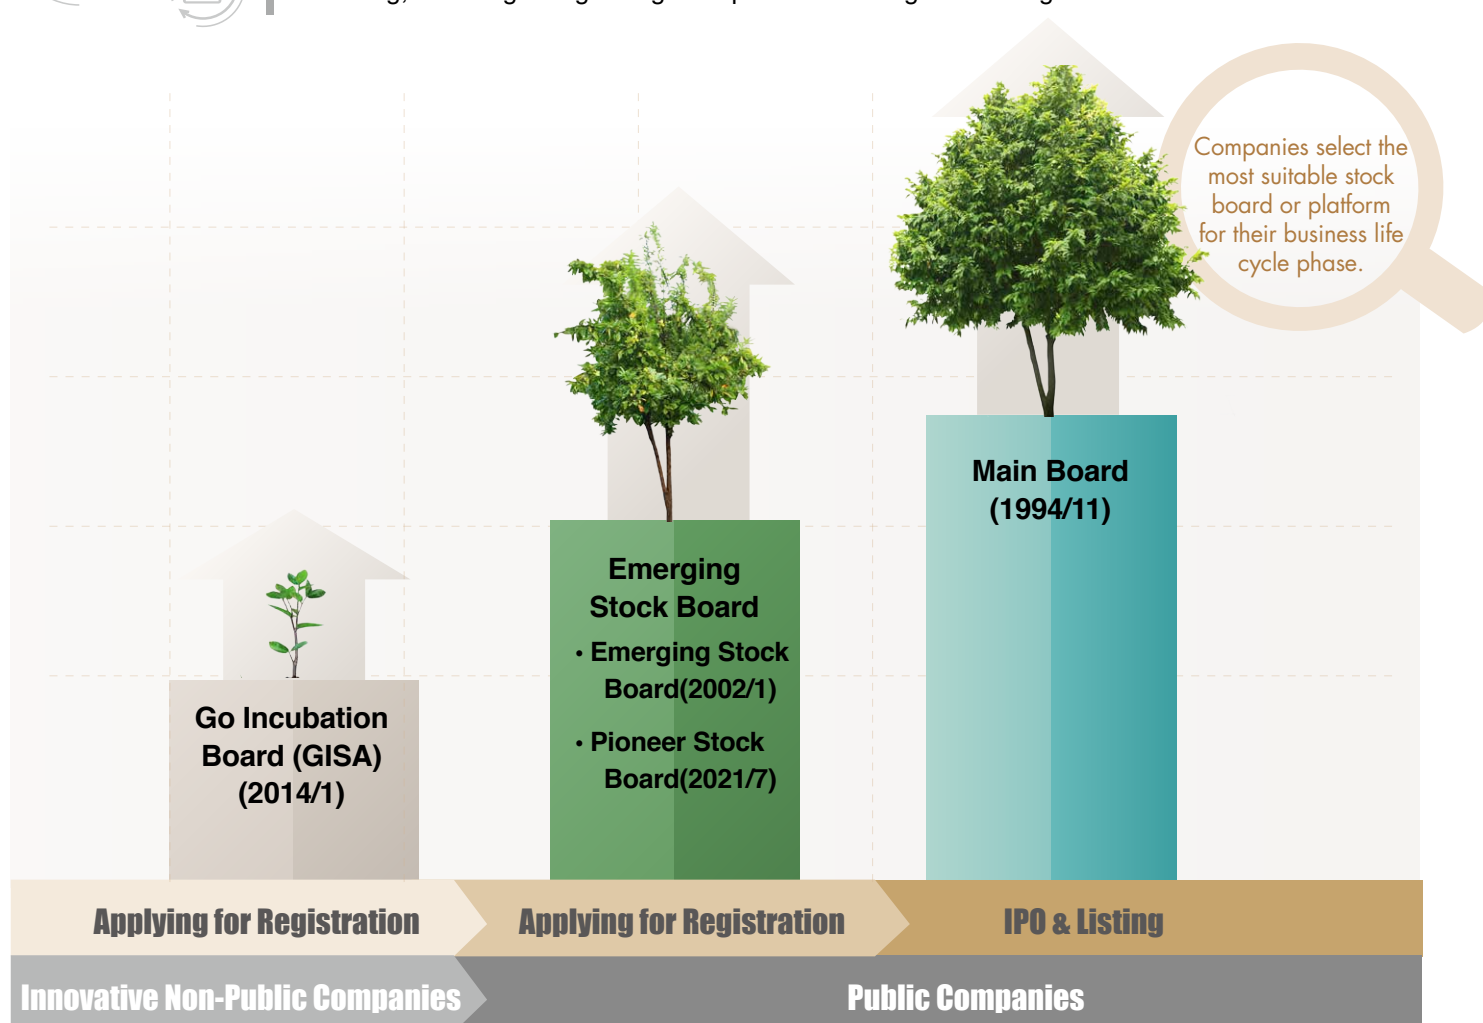 Companies select the
most suitable stock
board or platform
for their business life
cycle phase.
Main Board
(1994/11)
Emerging
Stock Board
• Emerging Stock
Board(2002/1)
• Pioneer Stock
Board(2021/7)
Go Incubation
Board (GISA)
(2014/1)
Applying for Registration
Applying for Registration
IPO & Listing
Innovative Non-Public Companies
Public Companies